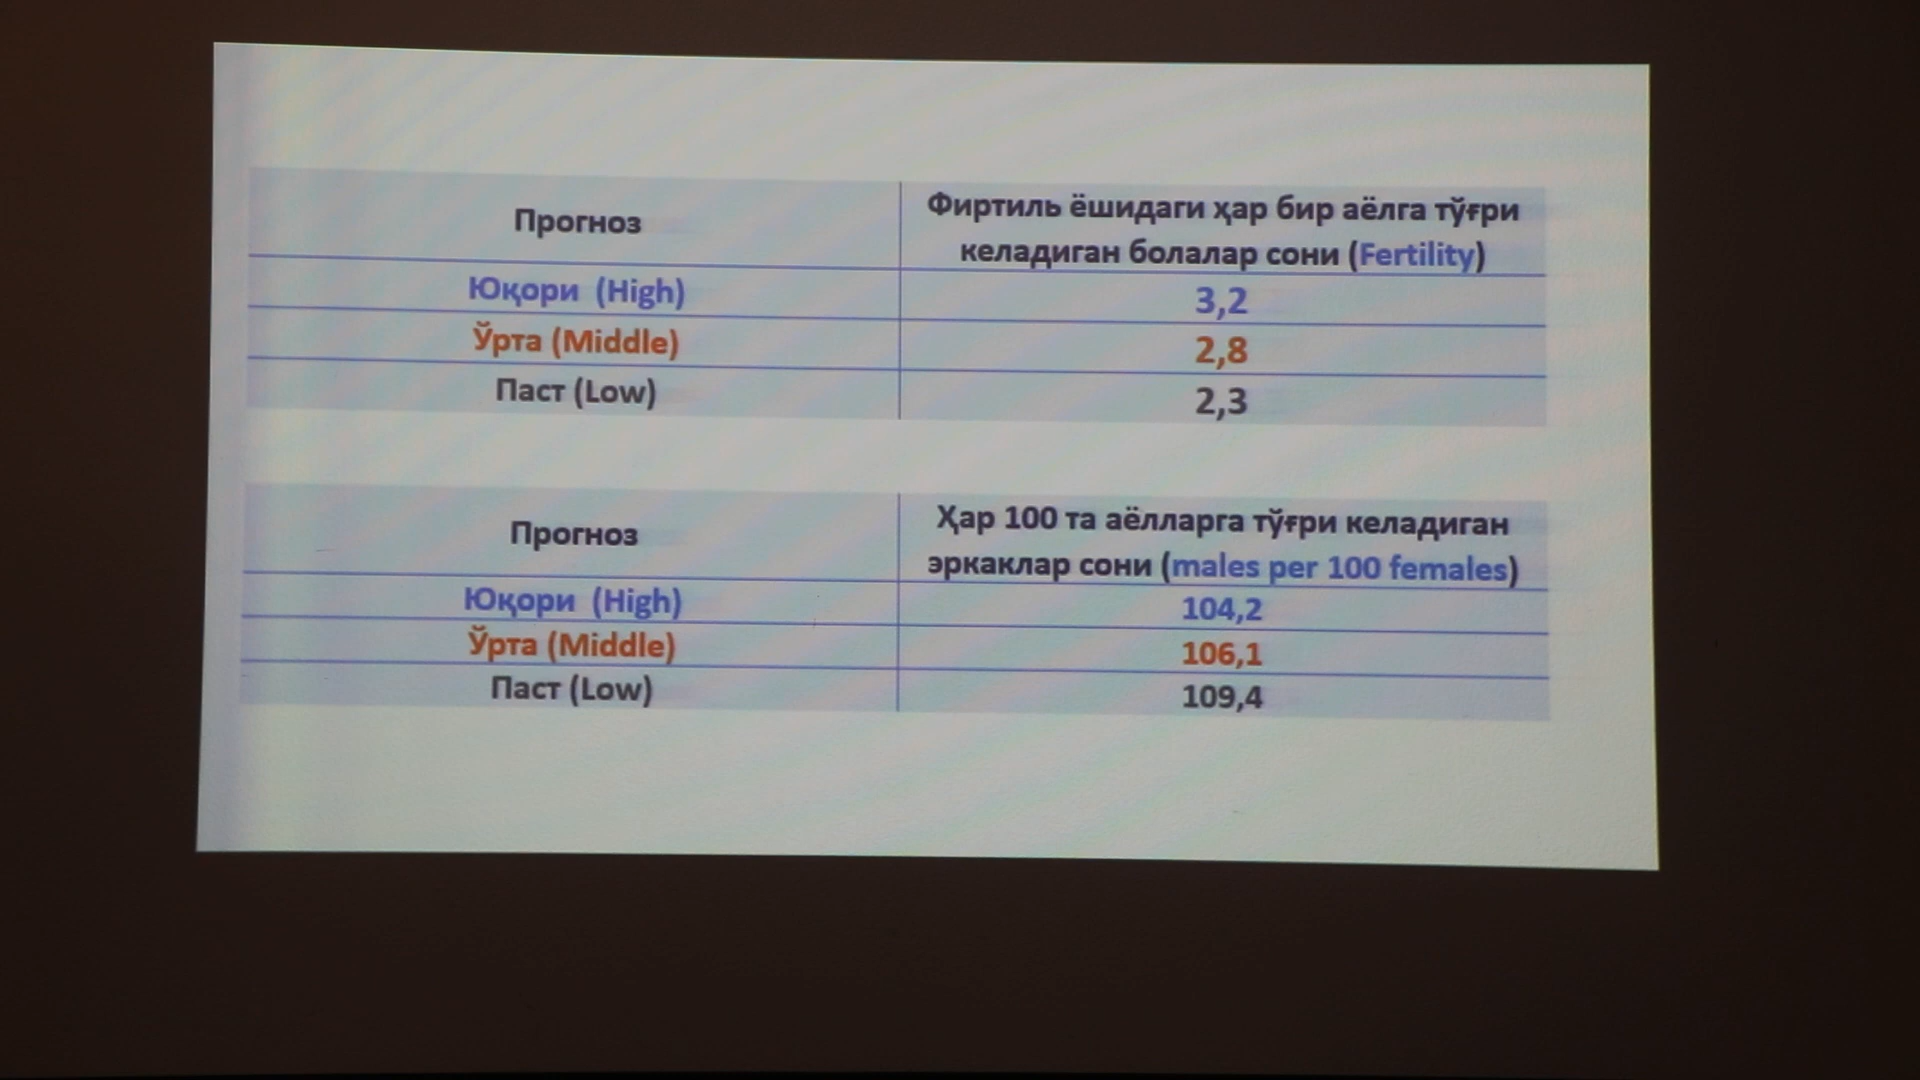 Прогноз
Фиртиль ёшидаги ҳар бир аёлга тўғри
келадиган болалар сони (Fertility)
Юқори (High)
3,2
Ўрта (Middle)
2,8
Паст (Low)
2,3
Прогноз
Ҳар 100 та аёлларга тўғри келадиган
эркаклар сони (males per 100 females)
Юқори (High)
104,2
Ўрта (Middle)
106,1
Паст (Low)
109,4